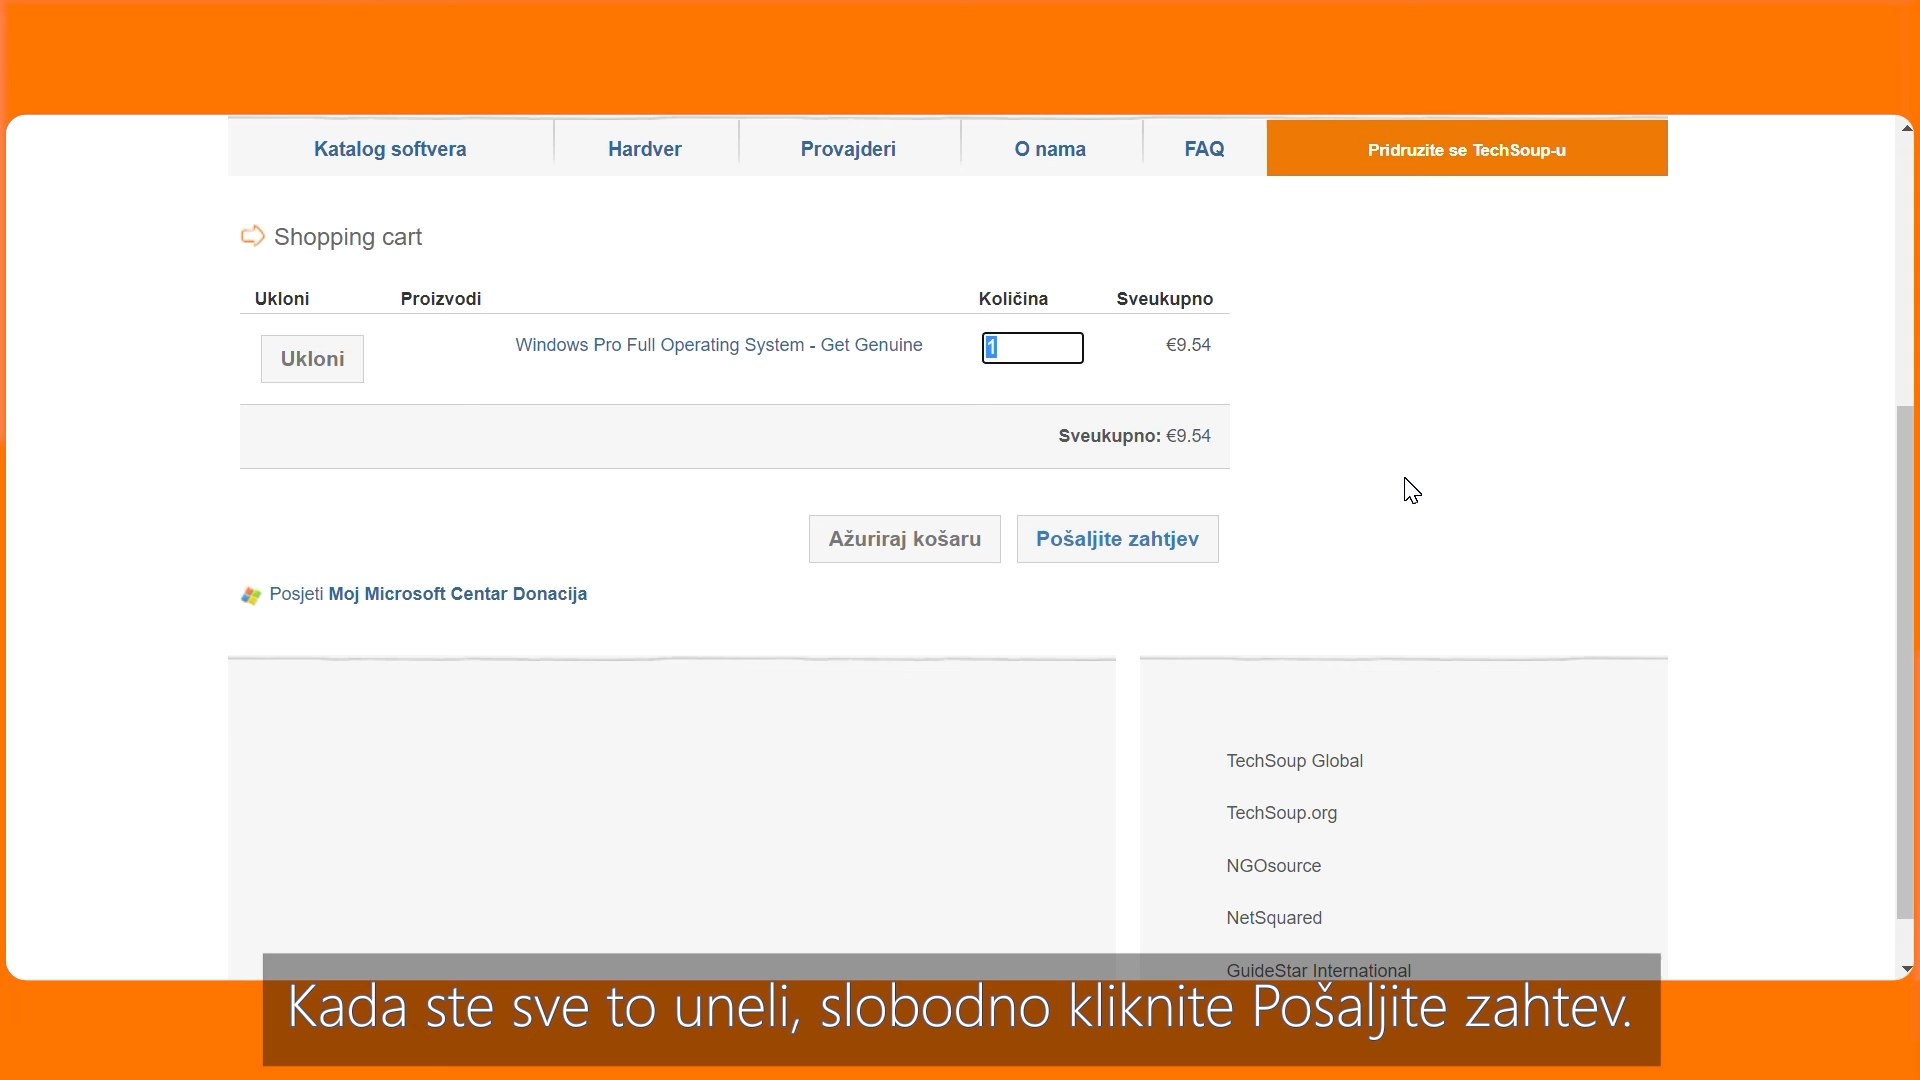 Katalog softvera
Hardver
Provajderi
O nama
FAQ
Pridruzite se TechSoup-u
Shopping cart
Ukloni Proizvodi Količina Sveukupno
Ukloni Windows Pro Full Operating System - Get Genuine 1 €9.54
Sveukupno: €9.54
Ažuriraj košaru Pošaljite zahtjev
Posjeti Moj Microsoft Centar Donacija
TechSoup Global
TechSoup.org
NGOsource
NetSquared
GuideStar International
Kada ste sve to uneli, slobodno kliknite Pošaljite zahtev.